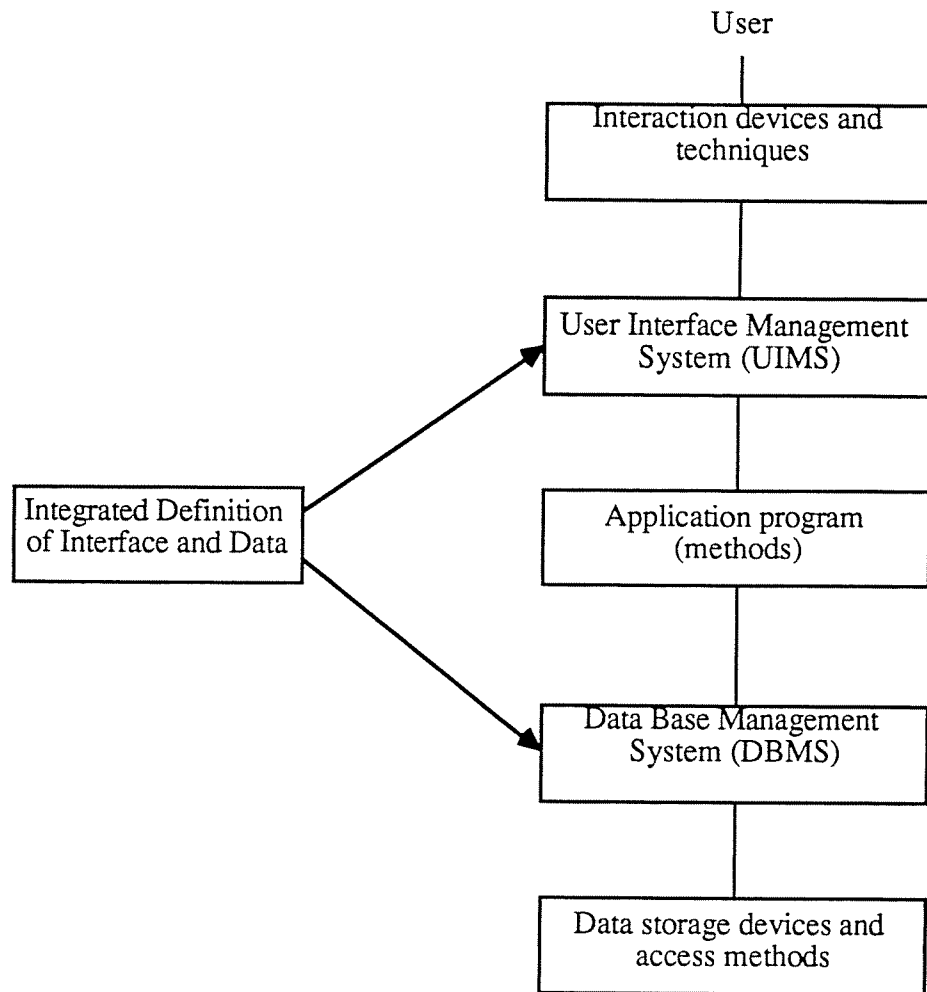 User
Interaction devices and
techniques
User Interface Management
System (UIMS)
Integrated Definition
of Interface and Data
Application program
(methods)
Data Base Management
System (DBMS)
Data storage devices and
access methods